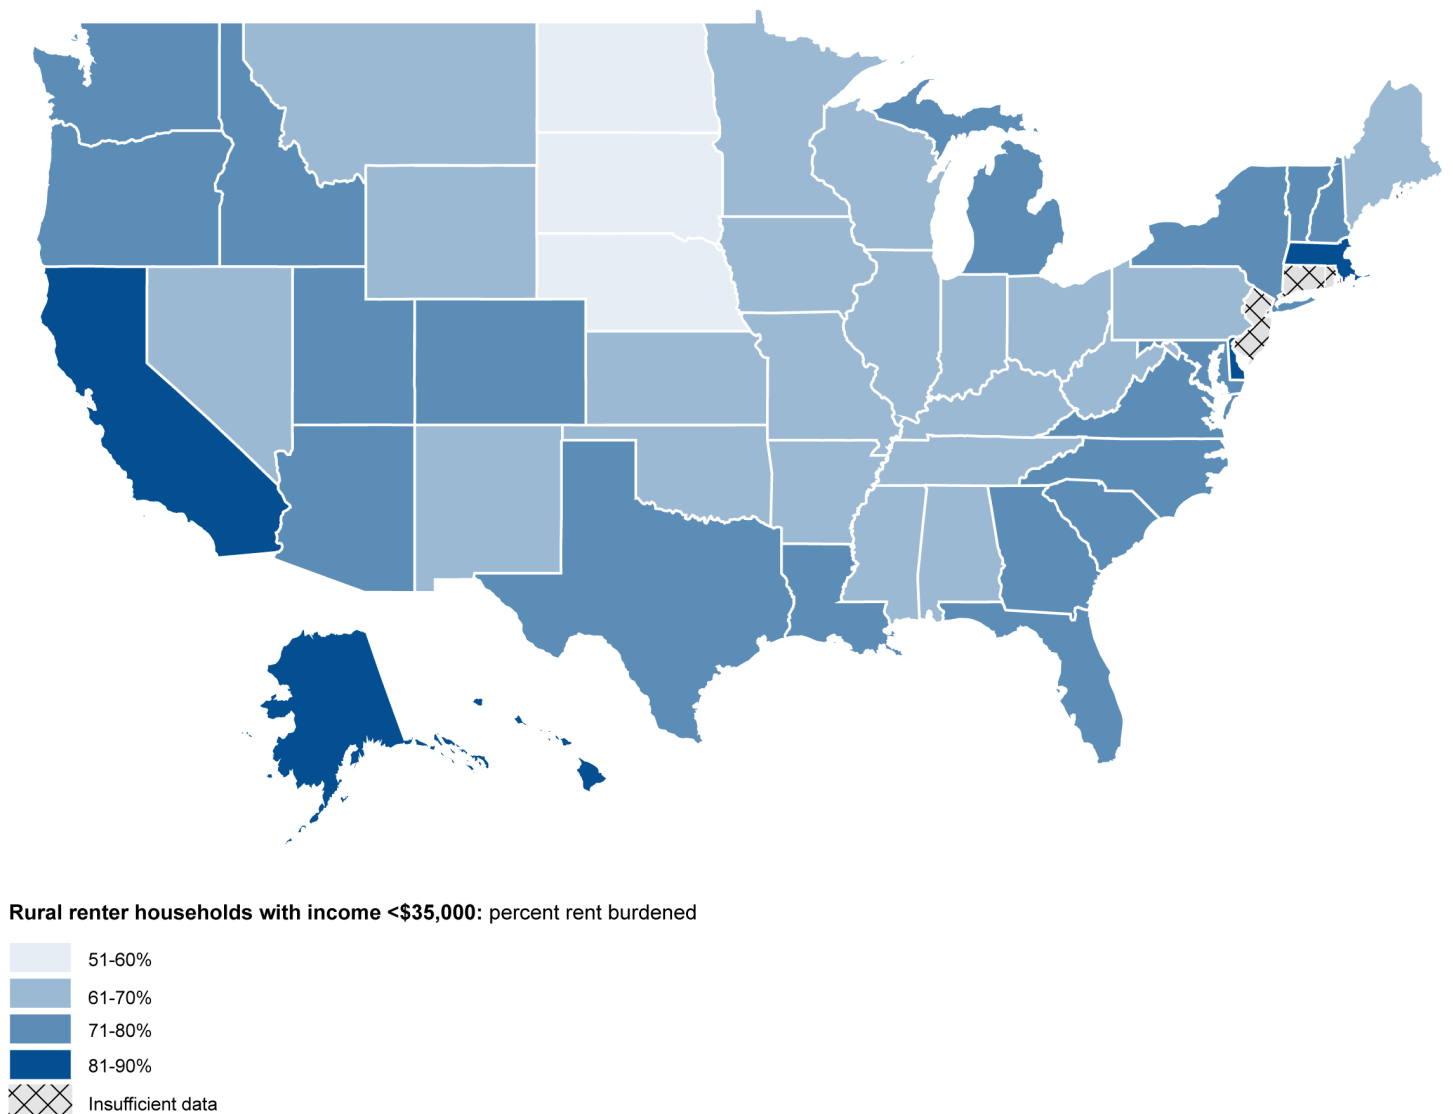 Rural renter households with income <$35,000: percent rent burdened
51-60%
61-70%
71-80%
81-90%
Insufficient data